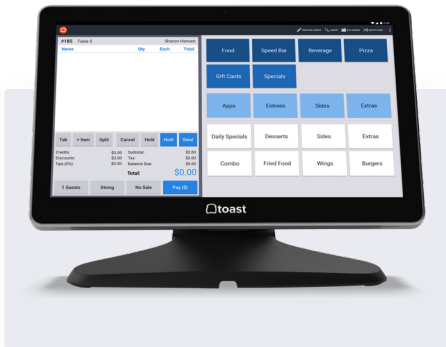 #185 Table 5 Sharon Hansen
Name Qty Each Total
Food Speed Bar Beverage Pizza
Gift Cards Specials
Apps Entrees Sides Extras
Daily Specials Desserts Sides Extras
Combo Fried Food Wings Burgers
Tab + Item Split Cancel Hold Hold Send
Credits: $0.00 Subtotal: $0.00
Discounts: $0.00 Tax: $0.00
Tips (0%): $0.00 Balance Due: $0.00
Total: $0.00
1 Guests Dining No Sale Pay ($)
toast